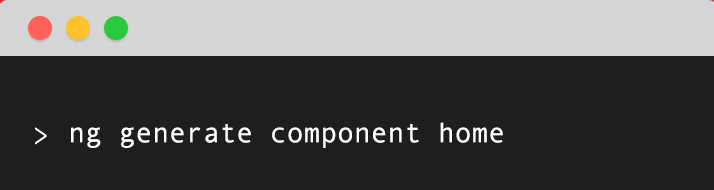 > ng generate component home